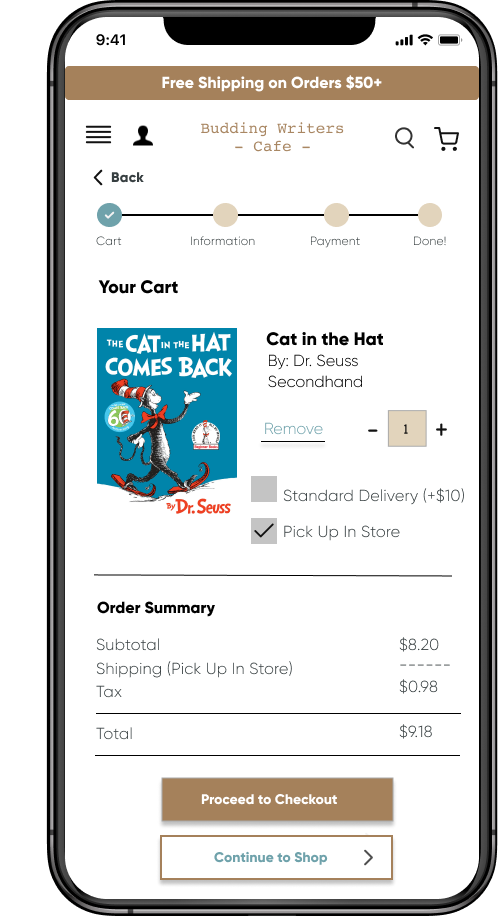 9:41
Free Shipping on Orders $50+
Budding Writers
- Cafe -
Back
Cart Information Payment Done!
Your Cart
THE CAT IN THE HAT
COMES BACK
60
By Dr. Seuss
Cat in the Hat
By: Dr. Seuss
Secondhand
Remove - 1 +
Standard Delivery (+$10)
Pick Up In Store
Order Summary
Subtotal $8.20
Shipping (Pick Up In Store) ------
Tax $0.98
Total $9.18
Proceed to Checkout
Continue to Shop